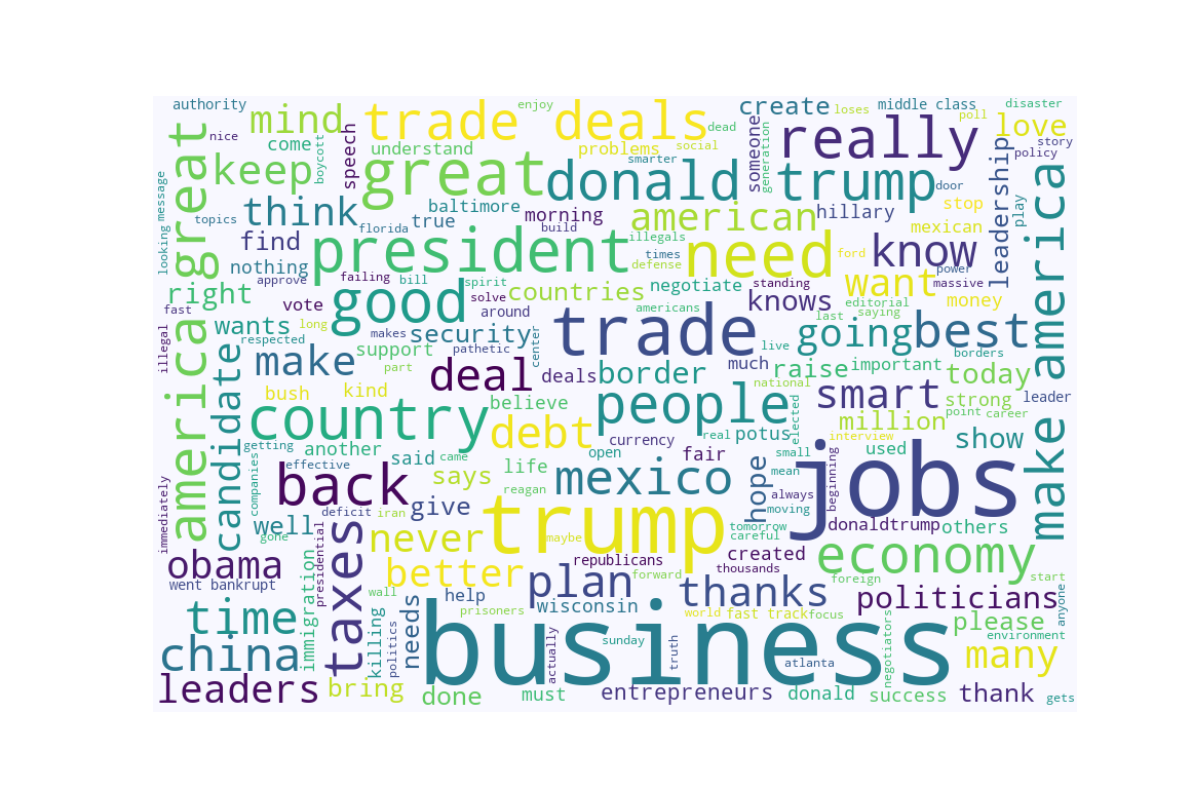 authority
mind
trade deals
enjoy
dead
create
loses
middle class
poll
disaster
love
nice
come
boycott
speech
understand
problems
social
someone
generation
really
story
policy
great
keep
great
smarter
donald
trump
door
leadership
play
looking
message
topics
think
florida
true
baltimore
morning
build
american
hillary
stop
mexican
america
find
president
illegals
times
need
ford
know
nothing
approve
failing
bill
spirit
defense
negotiate
standing
power
massive
right
fast
vote
good
solve
countries
around
americans
knows
want
editorial
money
saying
last
illegal
america
wants
long
respected
makes
security
center
trade
live
going
best
borders
make
support
pathetic
part
deal
deals
border
much
raise
important
today
national
candidate
bush
kind
believe
people
smart
strong
leader
million
point
career
make
country
debt
currency
real
potus
elected
interview
used
show
getting
another
said
came
life
open
fair
small
companies
effective
back
says
reagan
mexico
hope
mean
always
beginning
jobs
immediately
well
gone
deficit
iran
give
trump
moving
tomorrow
careful
donaldtrump
others
taxes
presidential
never
maybe
created
economy
obama
immigration
republicans
thousands
went bankrupt
better
plan
forward
thanks
foreign
start
wall
help
prisoners
wisconsin
world
fast track
focus
politicians
anyone
time
killing
politics
needs
business
sunday
truth
atlanta
negotiators
please
environment
china
actually
many
leaders
bring
done
must
entrepreneurs
donald
success
thank
gets